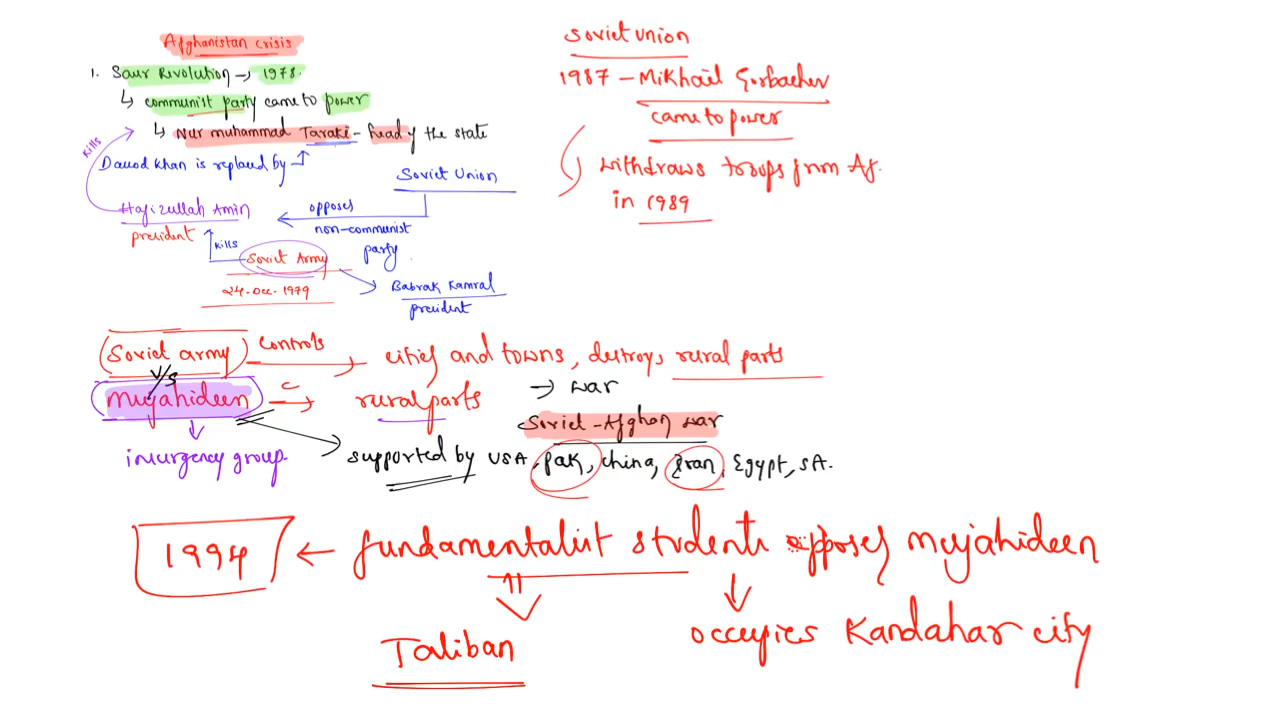 Afghanistan crisis
1. Saur Revolution → 1978.
↳ communist party came to power
↳ Nur muhammad Taraki - head of the state
Daud Khan is replaced by
kills
Hafizullah Amin
president
Soviet Union
opposes
non-communist
party
kills
Soviet Army
24-Dec-1979
Babrak Kamral
president
Soviet Union
1987 - Mikhail Gorbachev
came to power
withdraws troops from Af.
in 1989
Soviet army controls → cities and towns, destroys rural parts
v/s
Mujahideen c → rural parts → war
Soviet-Afghan war
insurgency group.
supported by USA, Pak, china, Iran, Egypt, SA.
1994 ← fundamentalist students opposes mujahideen
Taliban
occupies Kandahar city